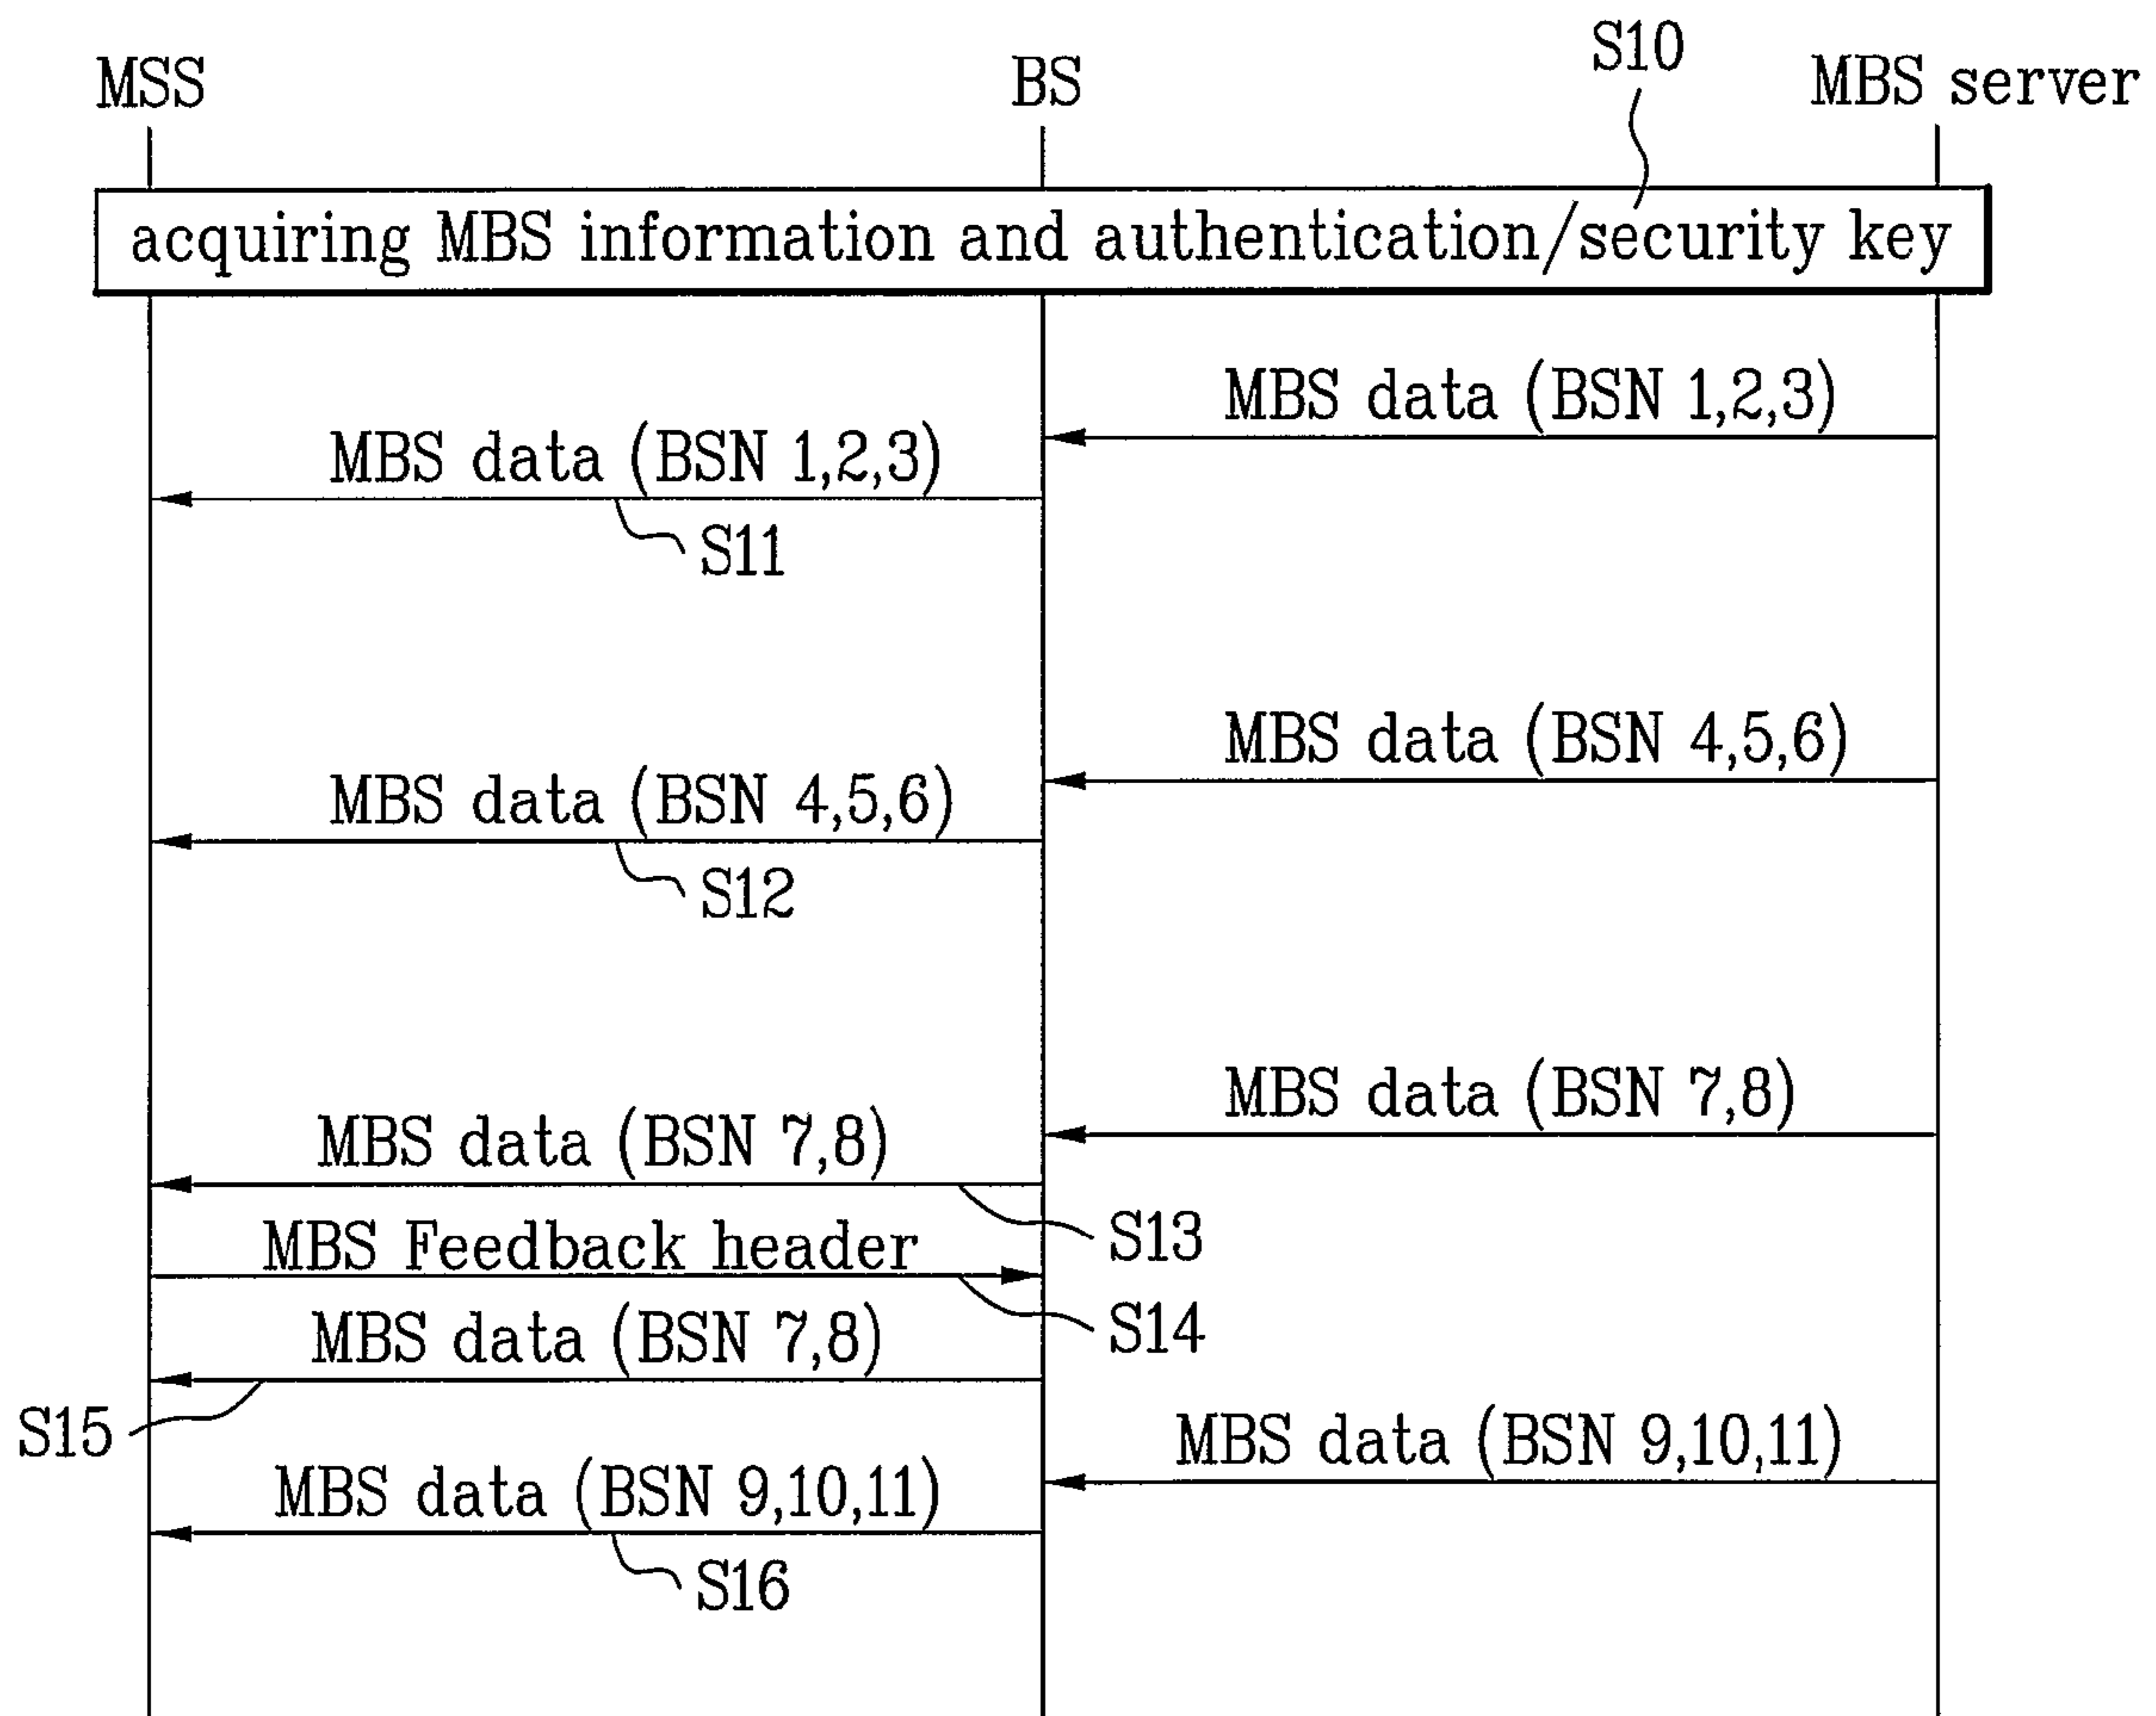 S10
MSS BS MBS server
acquiring MBS information and authentication/security key
MBS data (BSN 1,2,3)
MBS data (BSN 1,2,3)
S11
MBS data (BSN 4,5,6)
MBS data (BSN 4,5,6)
S12
MBS data (BSN 7,8)
MBS data (BSN 7,8)
S13
MBS Feedback header
S14
MBS data (BSN 7,8)
S15
MBS data (BSN 9,10,11)
MBS data (BSN 9,10,11)
S16